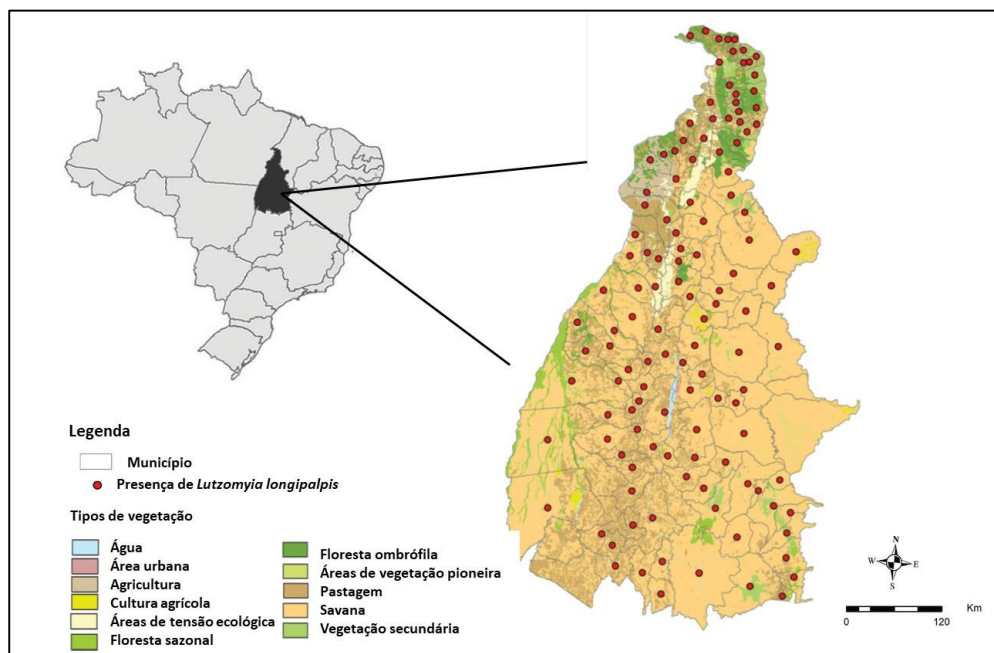 Legenda
Município
Presença de Lutzomyia longipalpis
Tipos de vegetação
Água
Área urbana
Agricultura
Cultura agrícola
Áreas de tensão ecológica
Floresta sazonal
Floresta ombrófila
Áreas de vegetação pioneira
Pastagem
Savana
Vegetação secundária
N
W E
S
Km
0 120